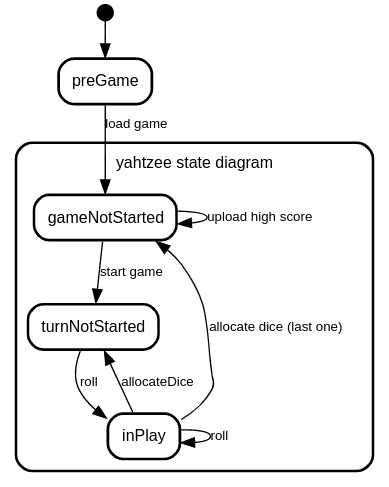 preGame
load game
yahtzee state diagram
gameNotStarted
upload high score
start game
turnNotStarted
allocate dice (last one)
roll
allocateDice
inPlay
roll